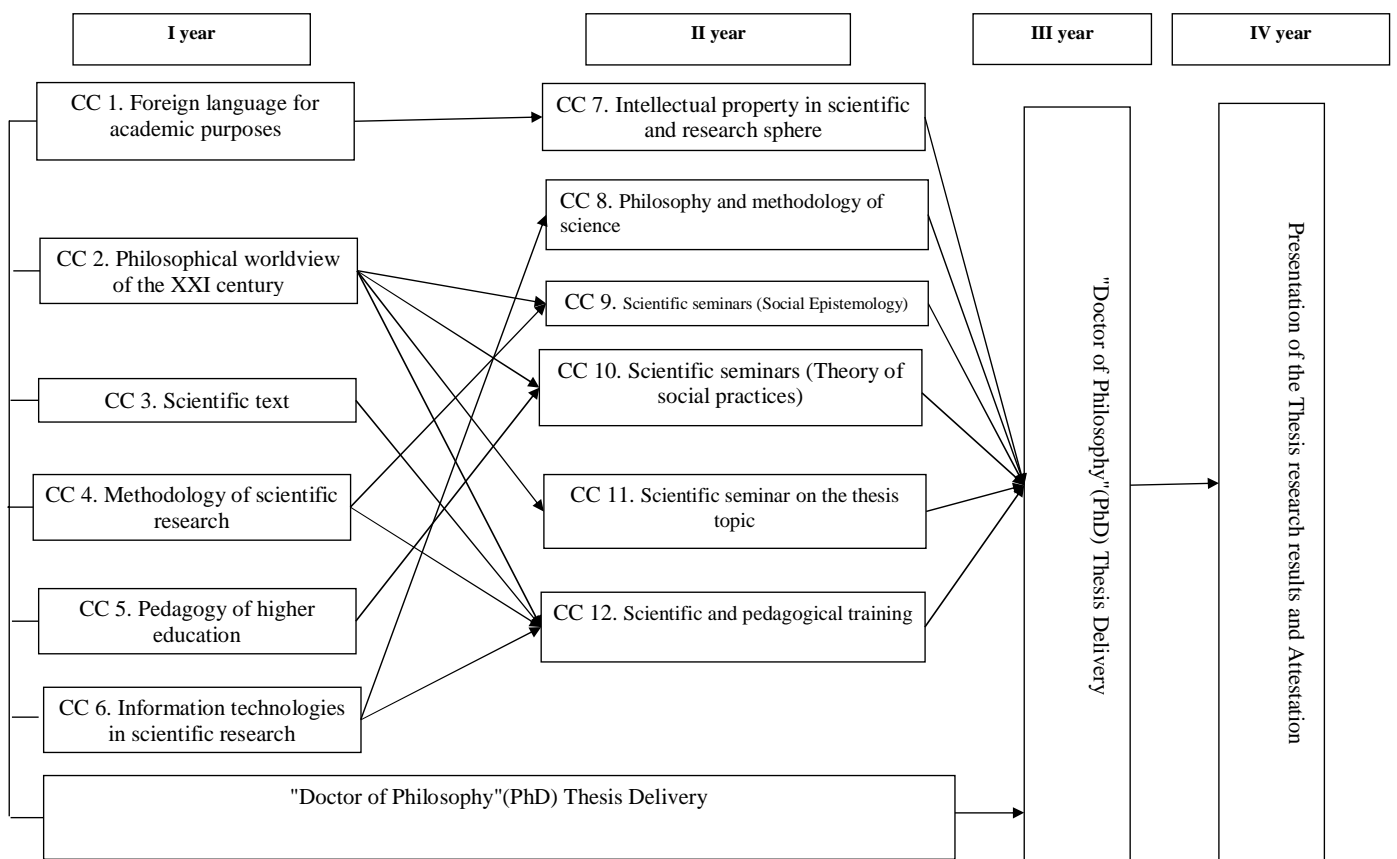 I year
II year
III year
IV year
CC 1. Foreign language for
academic purposes
CC 2. Philosophical worldview
of the XXI century
CC 3. Scientific text
CC 4. Methodology of scientific
research
CC 5. Pedagogy of higher
education
CC 6. Information technologies
in scientific research
CC 7. Intellectual property in scientific
and research sphere
CC 8. Philosophy and methodology of
science
CC 9. Scientific seminars (Social Epistemology)
CC 10. Scientific seminars (Theory of
social practices)
CC 11. Scientific seminar on the thesis
topic
CC 12. Scientific and pedagogical training
"Doctor of Philosophy"(PhD) Thesis Delivery
"Doctor of Philosophy"(PhD) Thesis Delivery
Presentation of the Thesis research results and Attestation